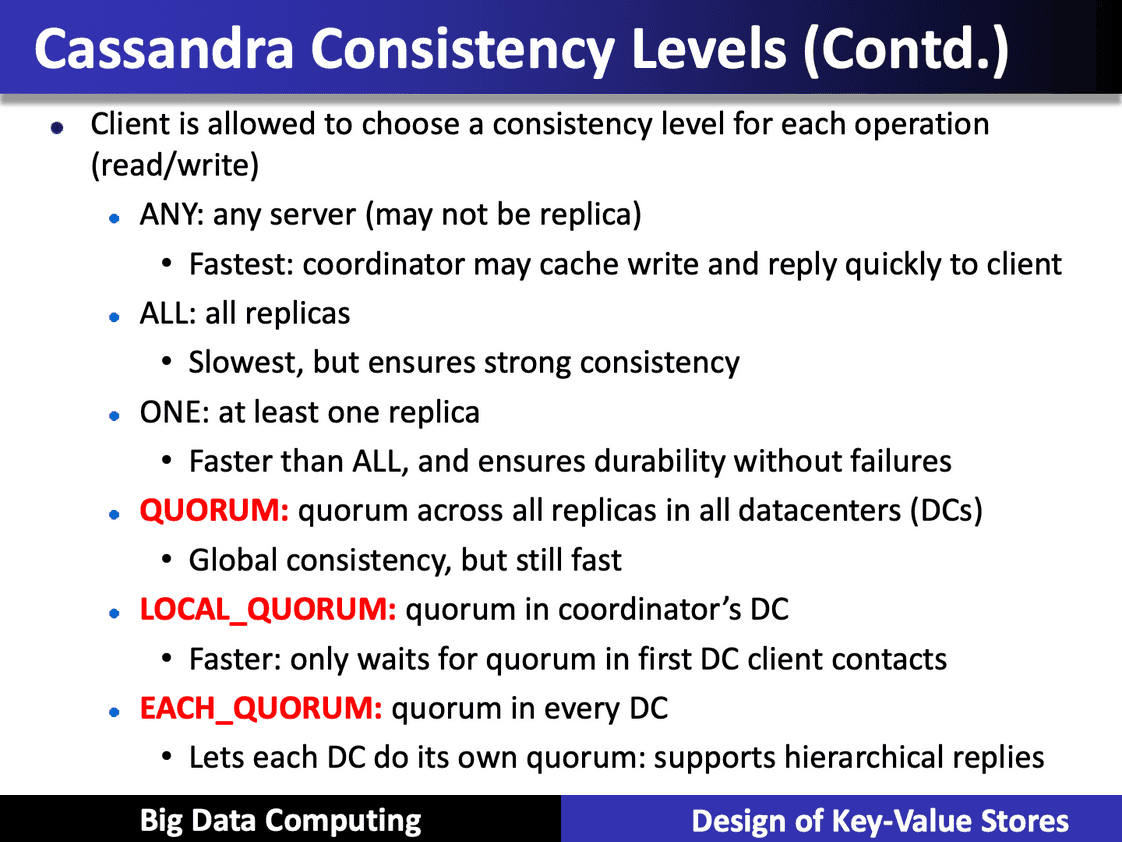 Cassandra Consistency Levels (Contd.)
Client is allowed to choose a consistency level for each operation
(read/write)
ANY: any server (may not be replica)
Fastest: coordinator may cache write and reply quickly to client
ALL: all replicas
Slowest, but ensures strong consistency
ONE: at least one replica
Faster than ALL, and ensures durability without failures
QUORUM: quorum across all replicas in all datacenters (DCs)
Global consistency, but still fast
LOCAL_QUORUM: quorum in coordinator’s DC
Faster: only waits for quorum in first DC client contacts
EACH_QUORUM: quorum in every DC
Lets each DC do its own quorum: supports hierarchical replies
Big Data Computing
Design of Key-Value Stores